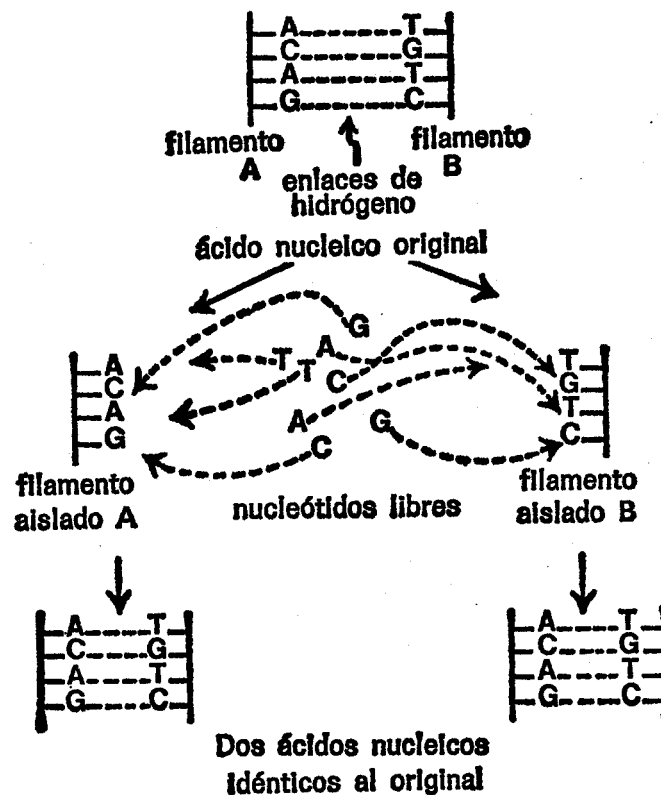 A T
C G
A T
G C
filamento A
filamento B
enlaces de
hidrógeno
ácido nucleico original
G
T A
T C
A G
C
A
C
A
G
T
G
T
C
filamento
aislado A
nucleótidos libres
filamento
aislado B
A T
C G
A T
G C
A T
C G
A T
G C
Dos ácidos nucleicos
idénticos al original